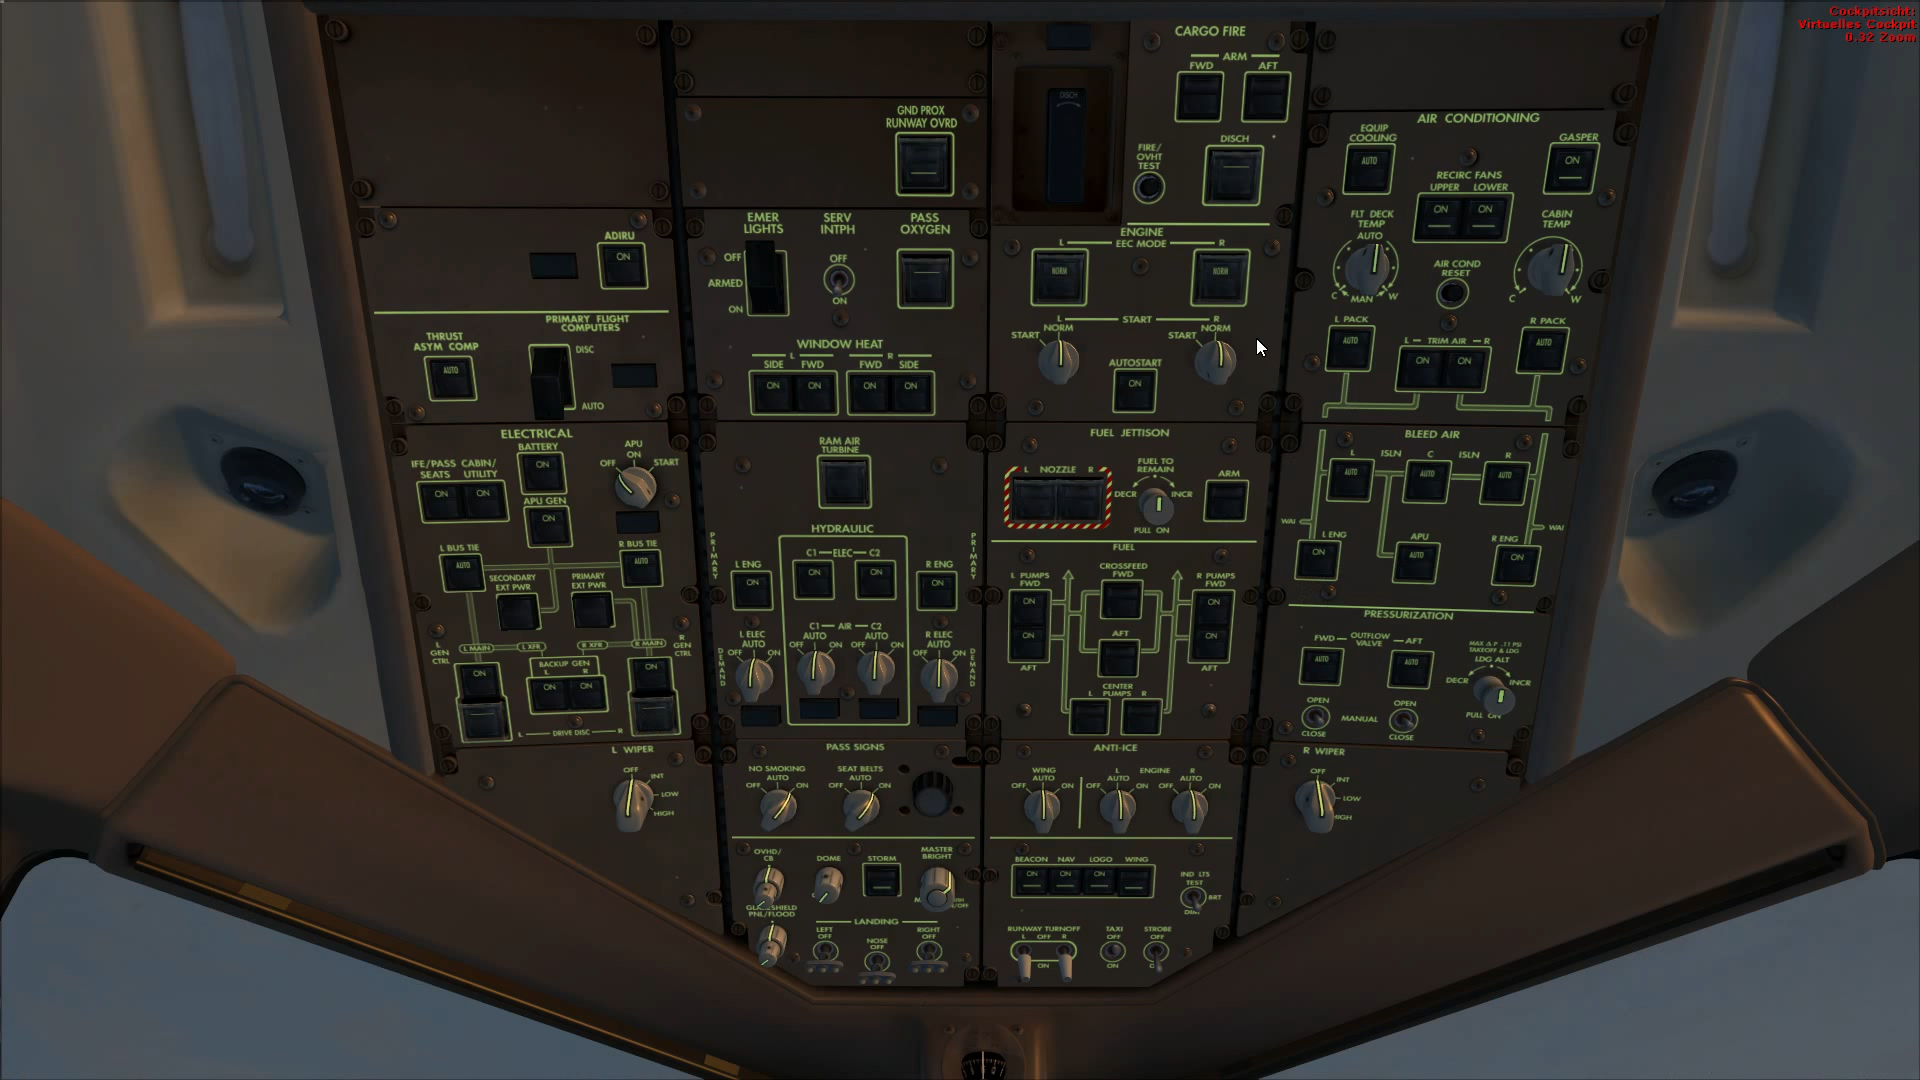 Cockpitsicht:
Virtuelles Cockpit
0.32 Zoom
ADIRU
ON
PRIMARY FLIGHT
COMPUTERS
THRUST
ASYM COMP
AUTO
DISC
AUTO
ELECTRICAL
BATTERY
ON
APU
OFF ON START
IFE/PASS CABIN/
SEATS UTILITY
ON ON
APU GEN
ON
L BUS TIE
AUTO
R BUS TIE
AUTO
SECONDARY
EXT PWR
PRIMARY
EXT PWR
L
GEN
CTRL
L MAIN
L XFR
R XFR
R MAIN
R
GEN
CTRL
ON
BACKUP GEN
L R
ON ON
ON
L DRIVE DISC R
L WIPER
OFF
INT
LOW
HIGH
GND PROX
RUNWAY OVRD
EMER
LIGHTS
OFF
ARMED
ON
SERV
INTPH
OFF
ON
PASS
OXYGEN
WINDOW HEAT
L R
SIDE FWD FWD SIDE
ON ON ON ON
RAM AIR
TURBINE
HYDRAULIC
PRIMARY
PRIMARY
C1 ELEC C2
L ENG
ON
ON ON
R ENG
ON
C1 AIR C2
L ELEC
AUTO
OFF ON
AUTO
OFF ON
AUTO
OFF ON
R ELEC
AUTO
OFF ON
DEMAND
DEMAND
PASS SIGNS
NO SMOKING
AUTO
OFF ON
SEAT BELTS
AUTO
OFF ON
OVHD/
CB
DOME
STORM
MASTER
BRIGHT
PNL/FLOOD
LANDING
LEFT
OFF
NOSE
OFF
RIGHT
OFF
CARGO FIRE
ARM
FWD AFT
DISCH
FIRE/
OVHT
TEST
DISCH
ENGINE
L EEC MODE R
NORM NORM
L START R
START NORM
START NORM
AUTOSTART
ON
FUEL JETTISON
L NOZZLE R
FUEL TO
REMAIN
DECR INCR
PULL ON
ARM
FUEL
L PUMPS
FWD
ON
ON
AFT
CROSSFEED
FWD
AFT
R PUMPS
FWD
ON
ON
AFT
CENTER
L PUMPS R
ANTI-ICE
WING
AUTO
OFF ON
L ENGINE R
AUTO
OFF ON
AUTO
OFF ON
BEACON NAV LOGO WING
ON ON ON
IND LTS
TEST
BRT
RUNWAY TURNOFF
L OFF R
ON
TAXI
OFF
ON
STROBE
OFF
AIR CONDITIONING
EQUIP
COOLING
AUTO
GASPER
ON
RECIRC FANS
UPPER LOWER
ON ON
FLT DECK
TEMP
AUTO
C MAN W
CABIN
TEMP
C W
AIR COND
RESET
L PACK
AUTO
R PACK
AUTO
L TRIM AIR R
ON ON
BLEED AIR
L ISLN C ISLN R
AUTO AUTO AUTO
WAI
WAI
L ENG
ON
APU
AUTO
R ENG
ON
PRESSURIZATION
FWD OUTFLOW AFT
VALVE
AUTO
AUTO
MAX Δ P .11 PSI
TAKEOFF & LDG
LDG ALT
DECR INCR
PULL ON
OPEN
MANUAL
CLOSE
OPEN
CLOSE
R WIPER
OFF
INT
LOW
HIGH